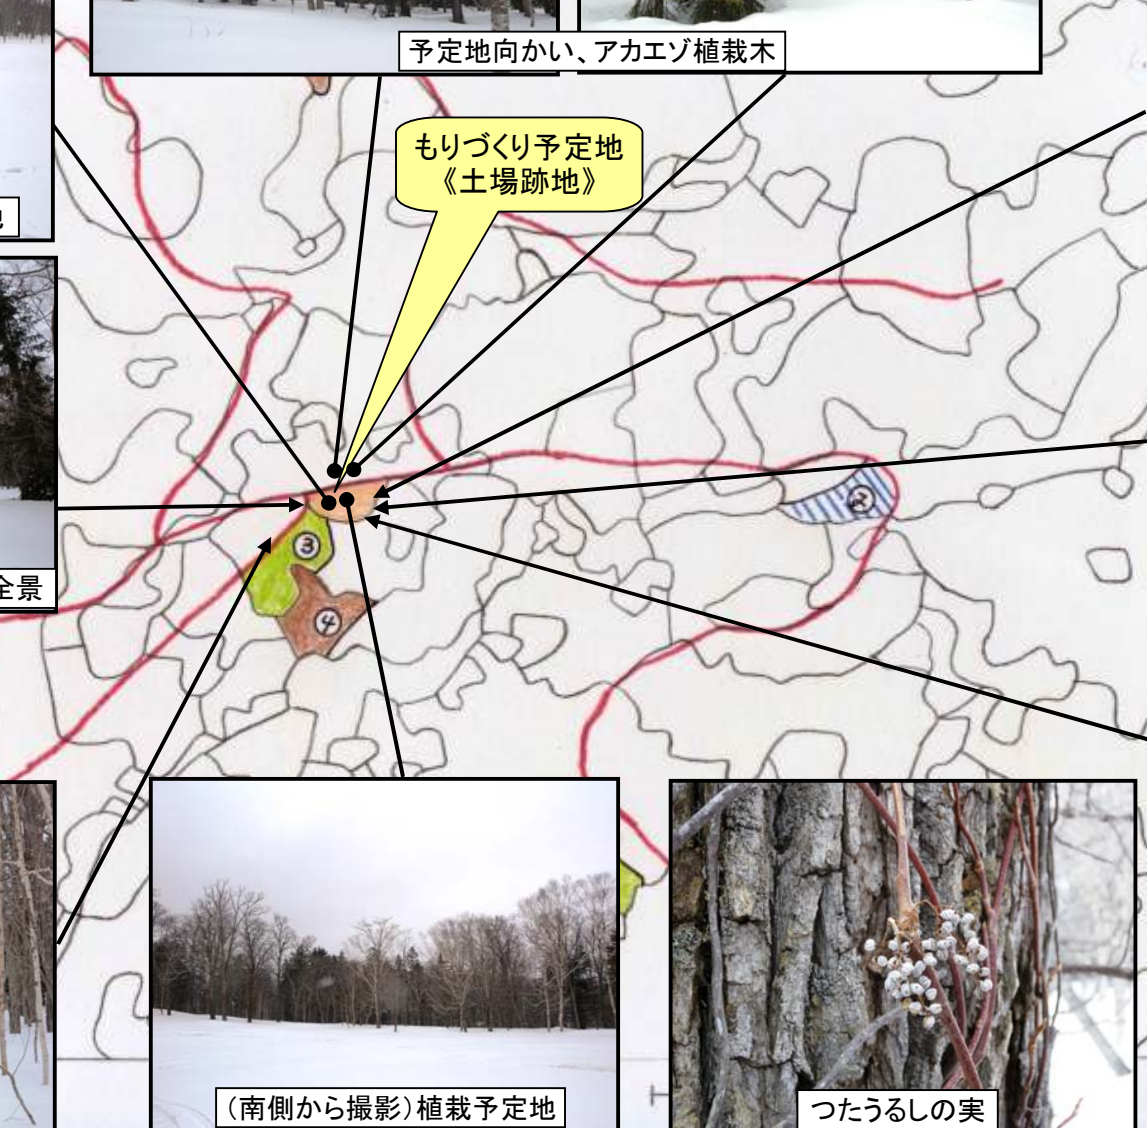 予定地向かい、アカエゾ植栽木
もりづくり予定地
《土場跡地》
②
③
④
全景
(南側から撮影)植栽予定地
つたうるしの実